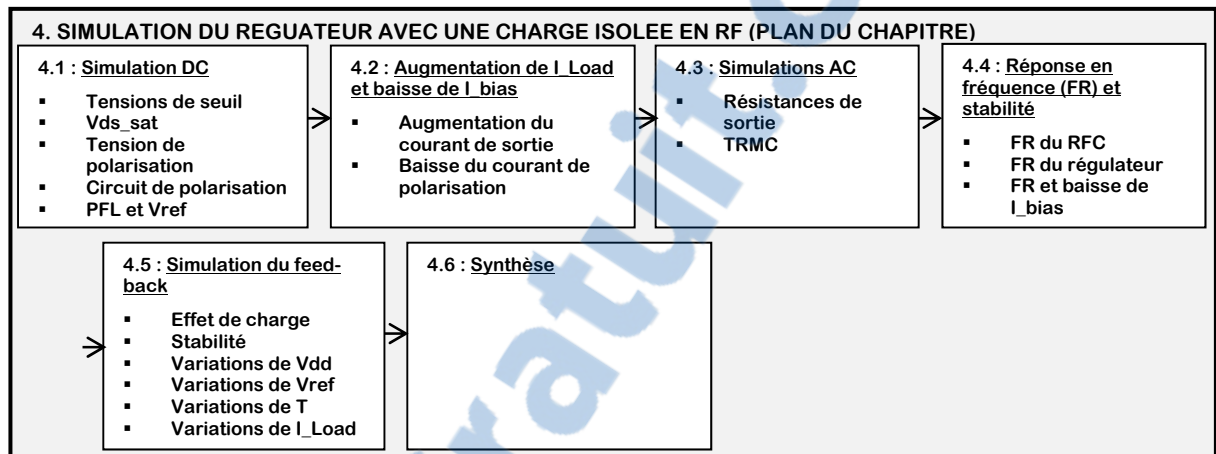 4. SIMULATION DU REGUATEUR AVEC UNE CHARGE ISOLEE EN RF (PLAN DU CHAPITRE)
4.1 : Simulation DC
▪ Tensions de seuil
▪ Vds_sat
▪ Tension de
polarisation
▪ Circuit de polarisation
▪ PFL et Vref
4.2 : Augmentation de I_Load
et baisse de I_bias
▪ Augmentation du
courant de sortie
▪ Baisse du courant de
polarisation
4.3 : Simulations AC
▪ Résistances de
sortie
▪ TRMC
4.4 : Réponse en
fréquence (FR) et
stabilité
▪ FR du RFC
▪ FR du régulateur
▪ FR et baisse de
I_bias
4.5 : Simulation du feed-
back
▪ Effet de charge
▪ Stabilité
▪ Variations de Vdd
▪ Variations de Vref
▪ Variations de T
▪ Variations de I_Load
4.6 : Synthèse
ratuit.c